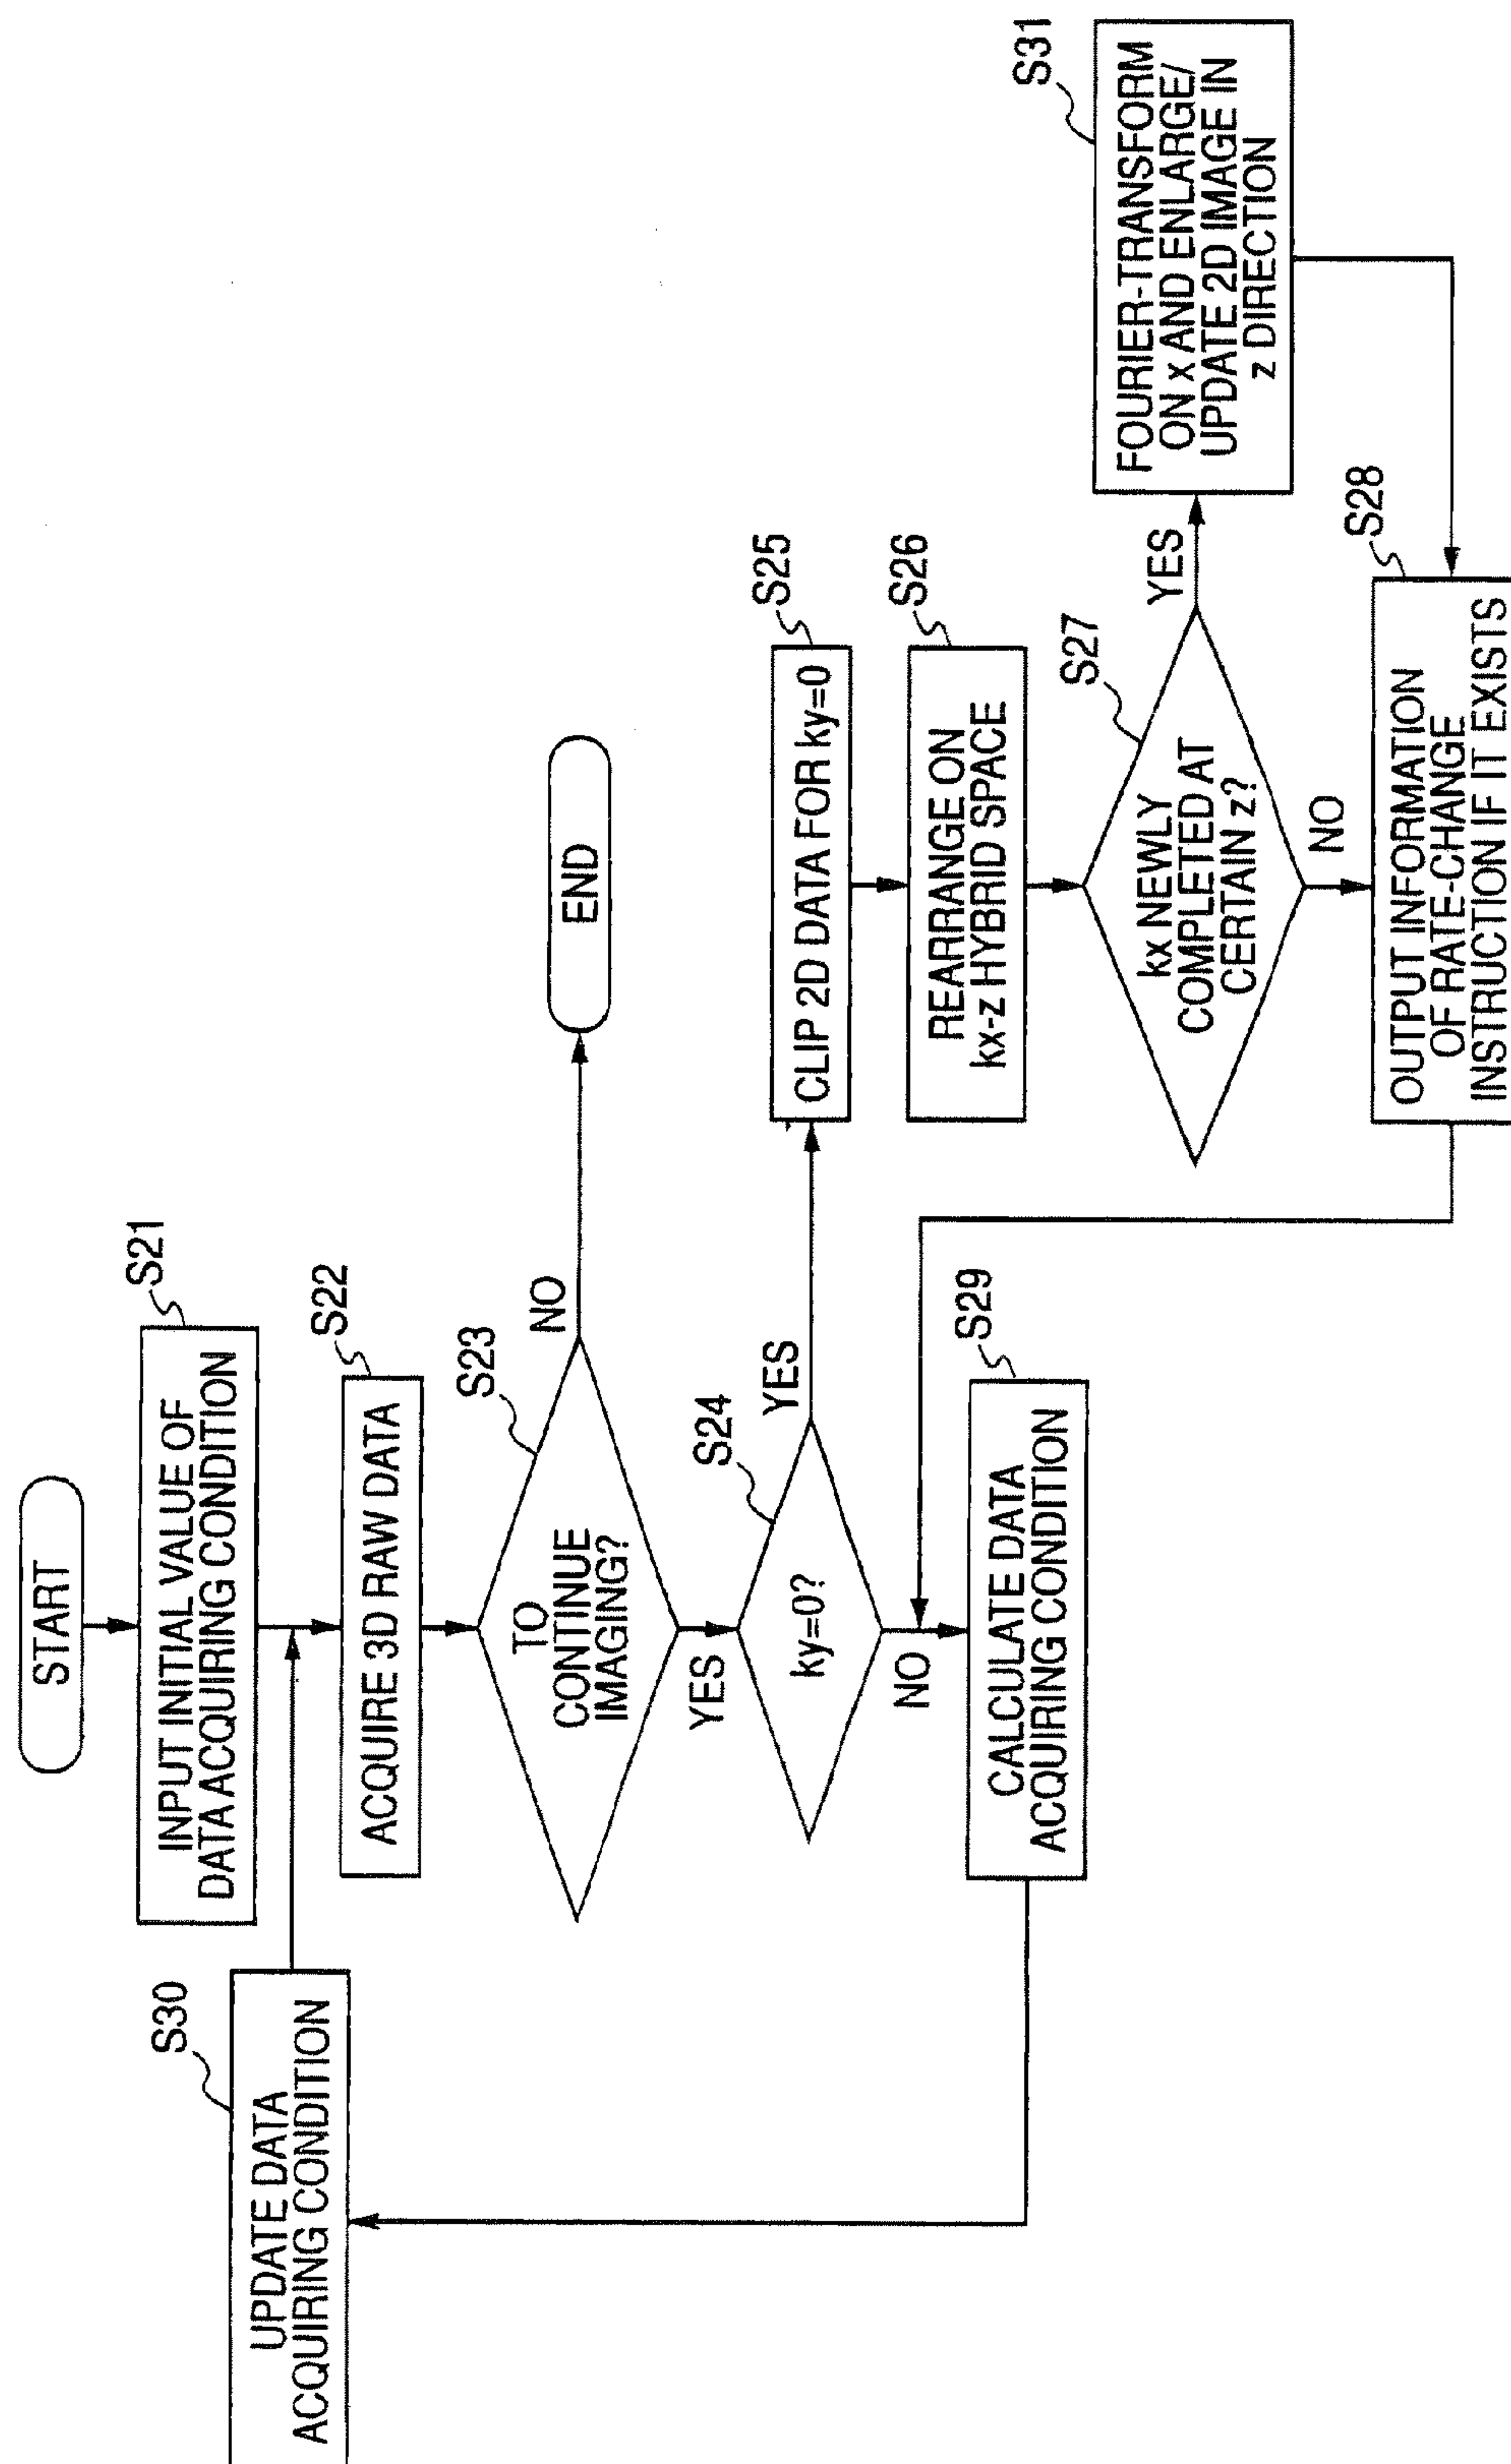 START
S21
INPUT INITIAL VALUE OF
DATA ACQUIRING CONDITION
S30
UPDATE DATA
ACQUIRING CONDITION
S22
ACQUIRE 3D RAW DATA
S23
TO
CONTINUE
IMAGING?
NO
END
YES
S24
ky=0?
YES
NO
S25
CLIP 2D DATA FOR ky=0
S26
REARRANGE ON
kx-z HYBRID SPACE
S29
CALCULATE DATA
ACQUIRING CONDITION
S27
kx NEWLY
COMPLETED AT
CERTAIN z?
YES
NO
S31
FOURIER-TRANSFORM
ON x AND ENLARGE/
UPDATE 2D IMAGE IN
z DIRECTION
S28
OUTPUT INFORMATION
OF RATE-CHANGE
INSTRUCTION IF IT EXISTS